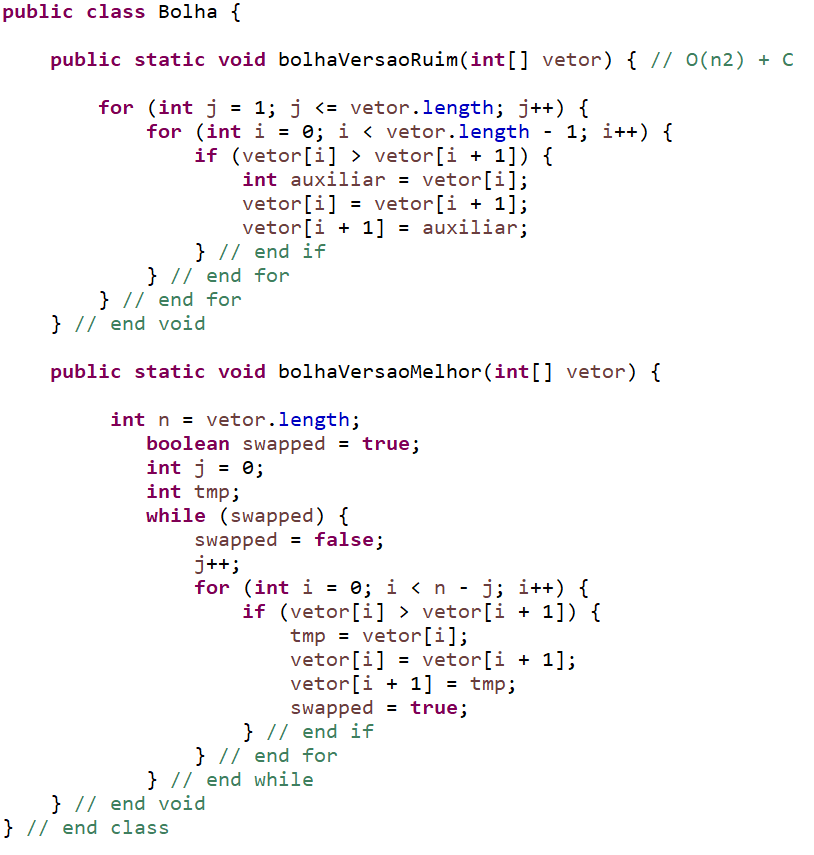 public class Bolha {
public static void bolhaVersaoRuim(int[] vetor) { // O(n2) + C
for (int j = 1; j <= vetor.length; j++) {
for (int i = 0; i < vetor.length - 1; i++) {
if (vetor[i] > vetor[i + 1]) {
int auxiliar = vetor[i];
vetor[i] = vetor[i + 1];
vetor[i + 1] = auxiliar;
} // end if
} // end for
} // end for
} // end void
public static void bolhaVersaoMelhor(int[] vetor) {
int n = vetor.length;
boolean swapped = true;
int j = 0;
int tmp;
while (swapped) {
swapped = false;
j++;
for (int i = 0; i < n - j; i++) {
if (vetor[i] > vetor[i + 1]) {
tmp = vetor[i];
vetor[i] = vetor[i + 1];
vetor[i + 1] = tmp;
swapped = true;
} // end if
} // end for
} // end while
} // end void
} // end class